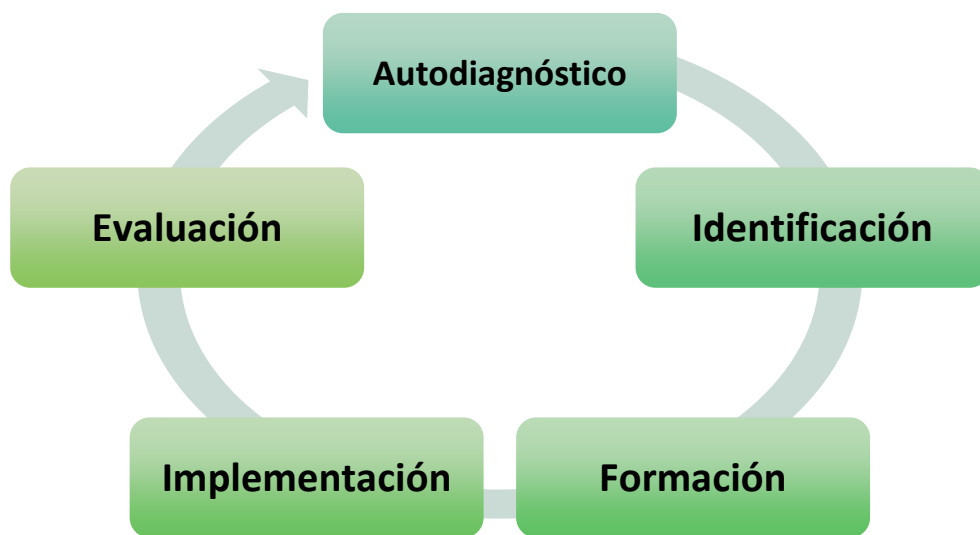 Autodiagnóstico
Identificación
Formación
Implementación
Evaluación